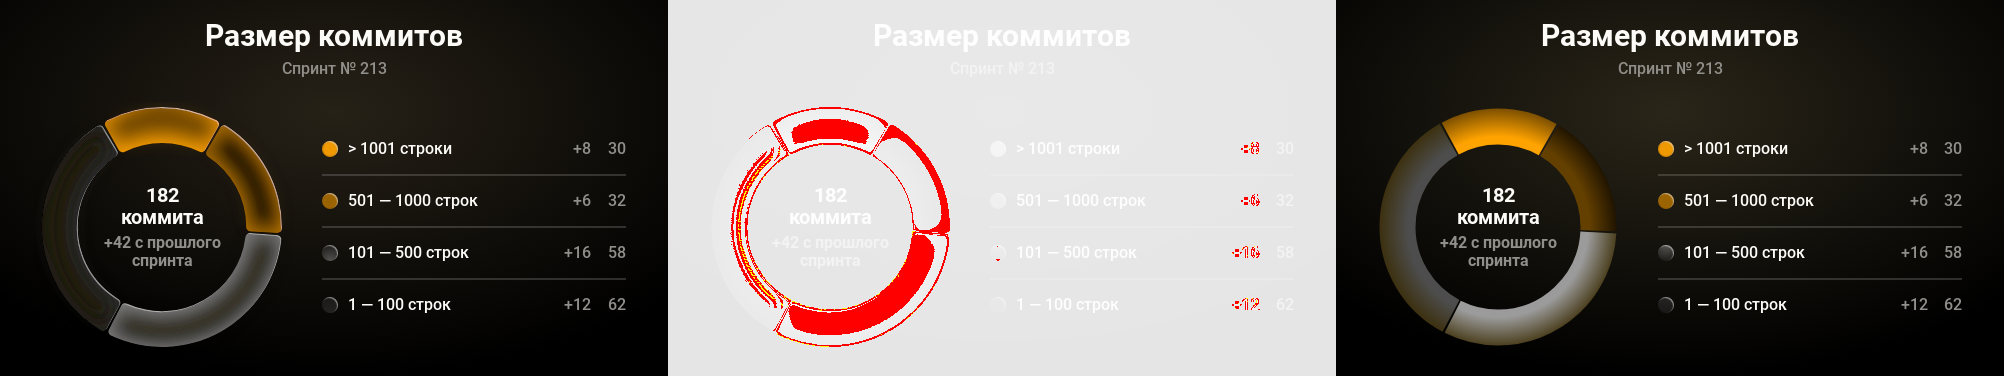 Размер коммитов
Спринт № 213
182
коммита
+42 с прошлого
спринта
> 1001 строки +8 30
501 — 1000 строк +6 32
101 — 500 строк +16 58
1 — 100 строк +12 62
Размер коммитов
Спринт № 213
182
коммита
+42 с прошлого
спринта
> 1001 строки +8 30
501 — 1000 строк +6 32
101 — 500 строк +16 58
1 — 100 строк +12 62
Размер коммитов
Спринт № 213
182
коммита
+42 с прошлого
спринта
> 1001 строки +8 30
501 — 1000 строк +6 32
101 — 500 строк +16 58
1 — 100 строк +12 62